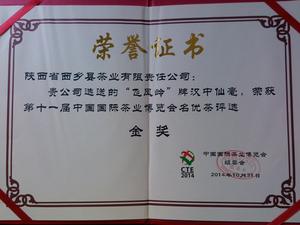 荣誉证书
陕西省西乡县茶业有限责任公司：
贵公司选送的“飞凤岭”牌汉中仙毫，荣获
第十一届中国国际茶业博览会名优茶评选
金奖
CTE
2014
中国国际茶业博览会
组委会
2014年10月31日